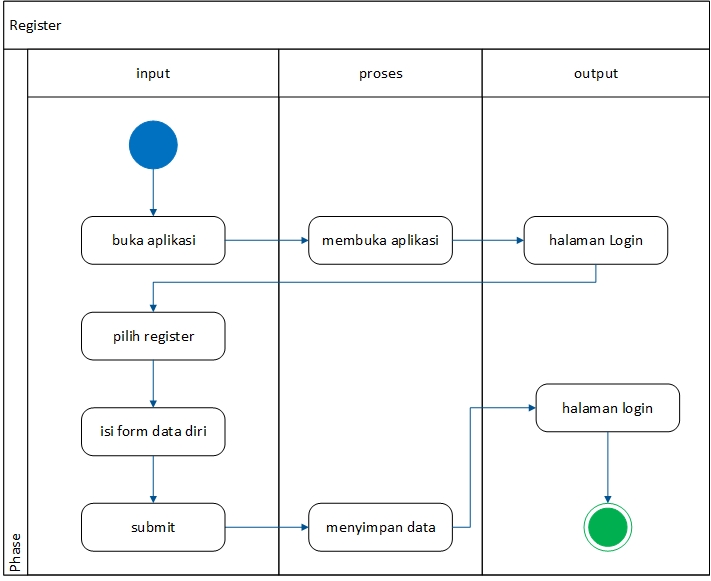 Register
input
proses
output
buka aplikasi
membuka aplikasi
halaman Login
pilih register
isi form data diri
halaman login
submit
menyimpan data
Phase